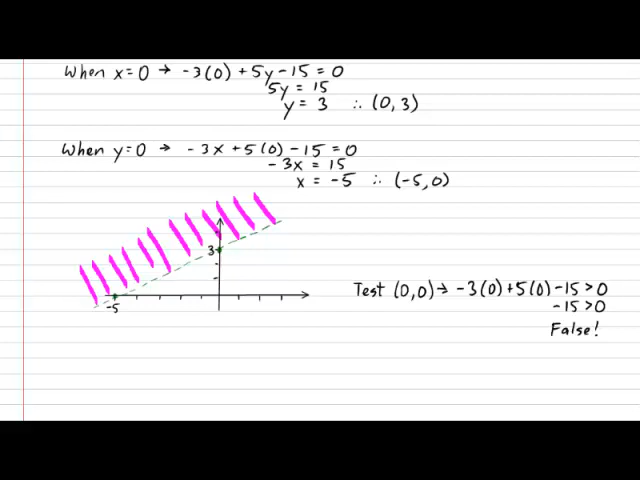 When x=0 → -3(0) + 5y - 15 = 0
5y = 15
y = 3 ∴ (0, 3)
When y=0 → -3x + 5(0) - 15 = 0
-3x = 15
x = -5 ∴ (-5, 0)
3
-5
Test (0,0) → -3(0) + 5(0) - 15 > 0
-15 > 0
False!